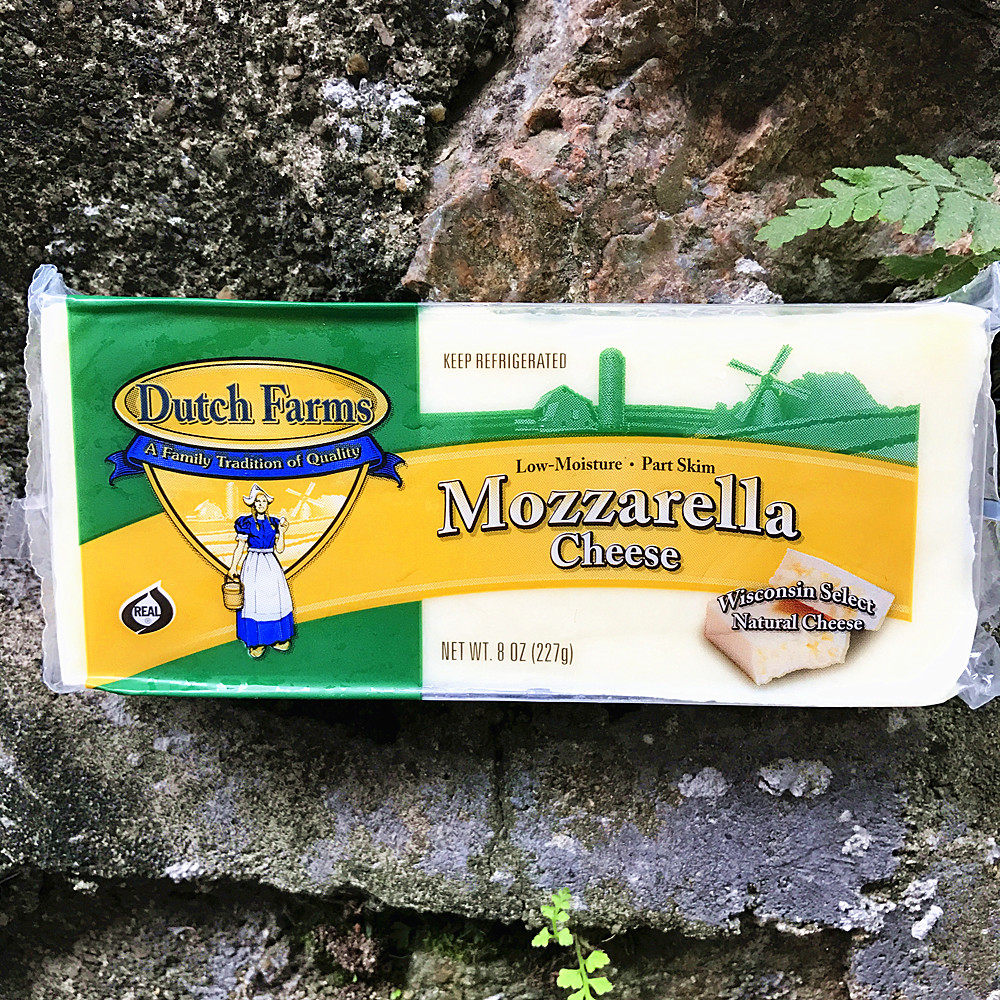 KEEP REFRIGERATED
Dutch Farms
A Family Tradition of Quality
Low-Moisture • Part Skim
Mozzarella
Cheese
REAL
®
Wisconsin Select
Natural Cheese
NET WT. 8 OZ (227g)